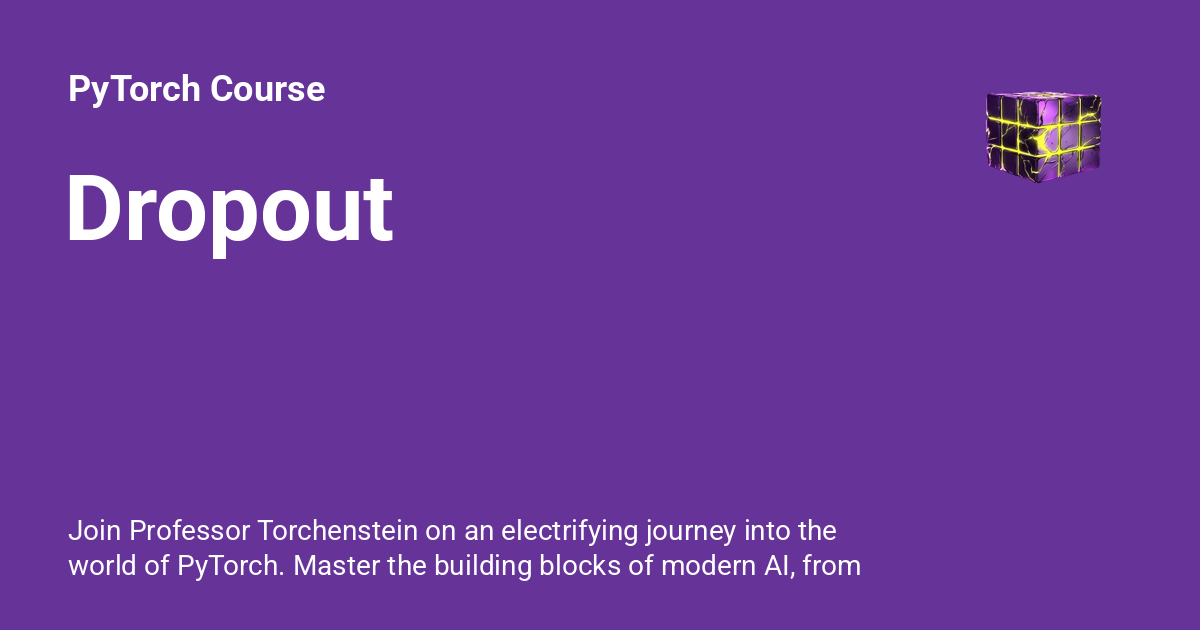 PyTorch Course
Dropout
Join Professor Torchenstein on an electrifying journey into the
world of PyTorch. Master the building blocks of modern AI, from